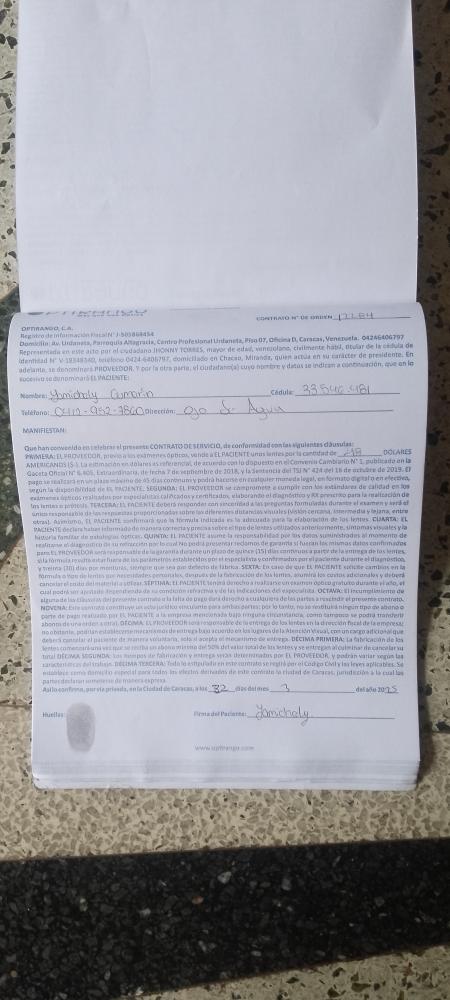 CONTRATO N° DE ORDEN 17284
OPTIRANGO, C.A.
Registro de Información Fiscal N° J-503868454
Domicilio: Av. Urdaneta, Parroquia Altagracia, Centro Profesional Urdaneta, Piso 07, Oficina D, Caracas, Venezuela. 04246406797
Representada en este acto por el ciudadano JHONNY TORRES, mayor de edad, venezolano, civilmente hábil, titular de la cédula de
identidad N° V-18348340, teléfono 0424-6406797, domiciliado en Chacao, Miranda, quien actúa en su carácter de presidente. En
adelante, se denominará PROVEEDOR. Y por la otra parte, el ciudadano(a) cuyo nombre y datos se indican a continuación, que en lo
sucesivo se denominará EL PACIENTE:
Nombre: Yamichaly Camarán Cédula: 33.540.481
Teléfono: 0412-952-7860 Dirección: Ojo de Agua
MANIFIESTAN:
Que han convenido en celebrar el presente CONTRATO DE SERVICIO, de conformidad con las siguientes cláusulas:
PRIMERA: EL PROVEEDOR, previo a los exámenes ópticos, vende a EL PACIENTE unos lentes por la cantidad de DOLARES
AMERICANOS ($-). La estimación en dólares es referencial, de acuerdo con lo dispuesto en el Convenio Cambiario N° 1, publicado en la
Gaceta Oficial N° 6.405, Extraordinaria, de fecha 7 de septiembre de 2018, y la Sentencia del TSJ N° 424 del 16 de octubre de 2019. El
pago se realizará en un plazo máximo de 45 días continuos y podrá hacerse en cualquier moneda legal, en formato digital o en efectivo,
según la disponibilidad de EL PACIENTE. SEGUNDA: EL PROVEEDOR se compromete a cumplir con los estándares de calidad en los
exámenes ópticos realizados por especialistas calificados y certificados, elaborando el diagnóstico y RX prescrito para la realización de
los lentes o prótesis. TERCERA: EL PACIENTE deberá responder con sinceridad a las preguntas formuladas durante el examen y será el
único responsable de las respuestas proporcionadas sobre las diferentes distancias visuales (visión cercana, intermedia y lejana, entre
otras). Asimismo, EL PACIENTE confirmará que la fórmula indicada es la adecuada para la elaboración de los lentes. CUARTA: EL
PACIENTE declara haber informado de manera correcta y precisa sobre el tipo de lentes utilizados anteriormente, síntomas visuales y la
historia familiar de patologías ópticas. QUINTA: EL PACIENTE asume la responsabilidad por los datos suministrados al momento de
realizarse el diagnóstico de su refracción por lo cual No podrá presentar reclamo de garantía si fueran los mismos datos confirmados
para EL PROVEEDOR será responsable de la garantía durante un plazo de quince (15) días continuos a partir de la entrega de los lentes,
si la fórmula resulta estar fuera de los parámetros establecidos por el especialista y confirmados por el paciente durante el diagnóstico,
y treinta (30) días por monturas, siempre que sea por defecto de fábrica. SEXTA: En caso de que EL PACIENTE solicite cambios en la
fórmula o tipo de lentes por necesidades personales, después de la fabricación de los lentes, asumirá los costos adicionales y deberá
cancelar el costo del material a utilizar. SÉPTIMA: EL PACIENTE tendrá derecho a realizarse un examen óptico gratuito durante el año, el
cual podrá ser aplicado dependiendo de su condición refractiva y de las indicaciones del especialista. OCTAVA: El incumplimiento de
alguna de las cláusulas del presente contrato o la falta de pago dará derecho a cualquiera de las partes a rescindir el presente contrato.
NOVENA: Este contrato constituye un acto jurídico vinculante para ambas partes; por lo tanto, no se restituirá ningún tipo de abono o
parte de pago realizado por EL PACIENTE a la empresa mencionada bajo ninguna circunstancia, como tampoco se podrá transferir
abonos de una orden a otra). DÉCIMA: EL PROVEEDOR será responsable de la entrega de los lentes en la dirección fiscal de la empresa;
no obstante, podrían establecerse mecanismos de entrega bajo acuerdo en los lugares de la Atención Visual, con un cargo adicional que
deberá cancelar el paciente de manera voluntaria, solo si acepta el mecanismo de entrega. DÉCIMA PRIMERA: La fabricación de los
lentes comenzará una vez que se reciba un abono mínimo del 50% del valor total de los lentes y se entregan al culminar de cancelar su
total DÉCIMA SEGUNDA: Los tiempos de fabricación y entrega serán determinados por EL PROVEEDOR, y podrán variar según las
características del trabajo. DÉCIMA TERCERA: Todo lo estipulado en este contrato se regirá por el Código Civil y las leyes aplicables. Se
establece como domicilio especial para todos los efectos derivados de este contrato la ciudad de Caracas, jurisdicción a la cual las
partes declaran someterse de manera expresa.
Así lo confirma, por vía privada, en la Ciudad de Caracas, a los días del mes 3 del año 2025
Huellas: Firma del Paciente: Yamichaly
www.optirango.com